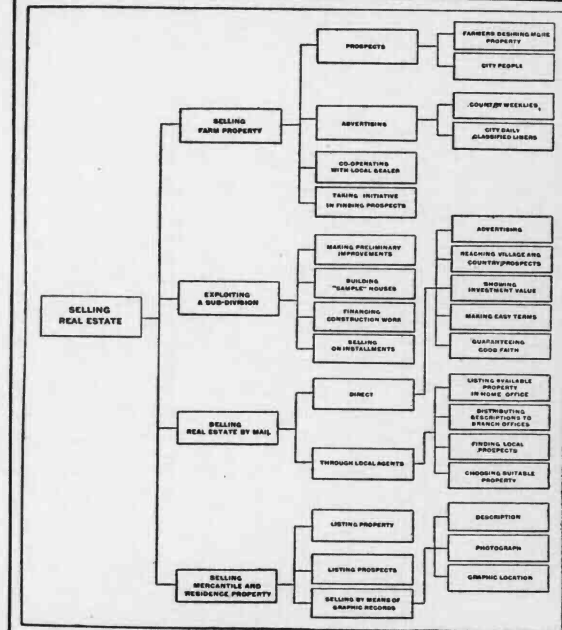 SELLING
REAL ESTATE
SELLING
FARM PROPERTY
PROSPECTS
FARMERS DESIRING MORE
PROPERTY
CITY PEOPLE
ADVERTISING
COUNTRY WEEKLIES
CITY DAILY
CLASSIFIED LINERS
CO-OPERATING
WITH LOCAL DEALER
TAKING INITIATIVE
IN FINDING PROSPECTS
EXPLOITING
A SUB-DIVISION
MAKING PRELIMINARY
IMPROVEMENTS
BUILDING
"SAMPLE" HOUSES
FINANCING
CONSTRUCTION WORK
SELLING
ON INSTALLMENTS
SELLING
REAL ESTATE BY MAIL
DIRECT
ADVERTISING
REACHING VILLAGE AND
COUNTRY PROSPECTS
SHOWING
INVESTMENT VALUE
MAKING EASY TERMS
GUARANTEEING
GOOD FAITH
THROUGH LOCAL AGENTS
LISTING AVAILABLE
PROPERTY
IN HOME OFFICE
DISTRIBUTING
DESCRIPTIONS TO
BRANCH OFFICES
FINDING LOCAL
PROSPECTS
CHOOSING SUITABLE
PROPERTY
SELLING
MERCANTILE AND
RESIDENCE PROPERTY
LISTING PROPERTY
LISTING PROSPECTS
SELLING BY MEANS OF
GRAPHIC RECORDS
DESCRIPTION
PHOTOGRAPH
GRAPHIC LOCATION